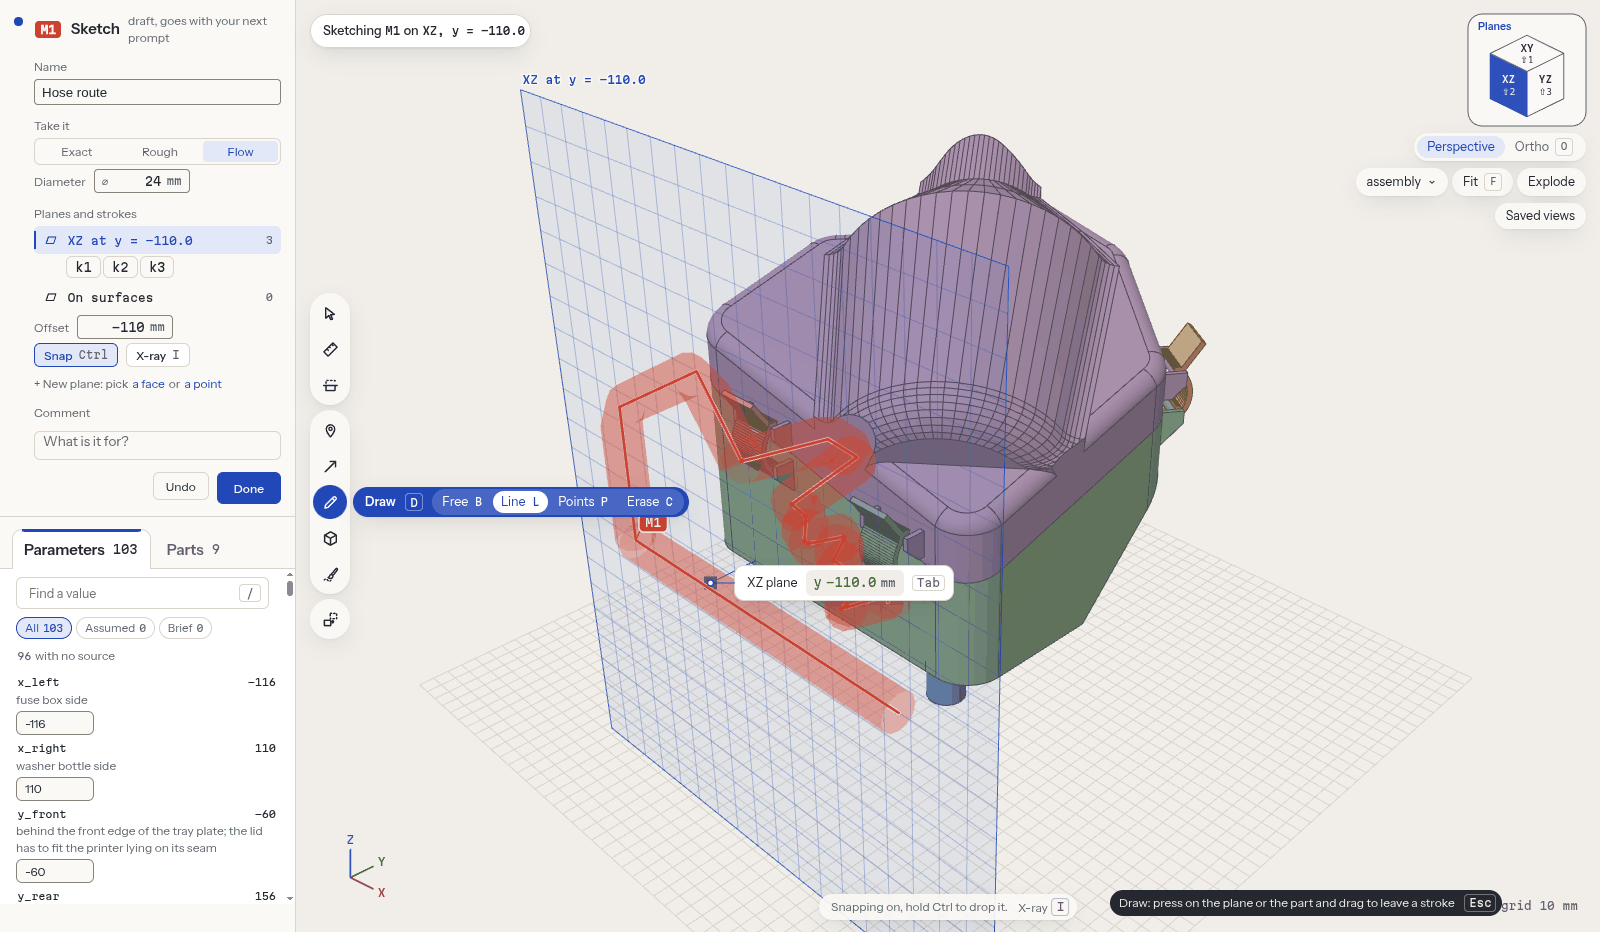 M1 Sketch draft, goes with your next prompt
Name
Hose route
Take it
Exact Rough Flow
Diameter ⌀ 24 mm
Planes and strokes
XZ at y = −110.0 3
k1 k2 k3
On surfaces 0
Offset −110 mm
Snap Ctrl X-ray I
+ New plane: pick a face or a point
Comment
What is it for?
Undo Done
Parameters 103 Parts 9
Find a value /
All 103 Assumed 0 Brief 0
96 with no source
x_left −116
fuse box side
-116
x_right 110
washer bottle side
110
y_front −60
behind the front edge of the tray plate; the lid
has to fit the printer lying on its seam
-60
y_rear 156
Sketching M1 on XZ, y = −110.0
XZ at y = −110.0
Draw D Free B Line L Points P Erase C
M1
XZ plane y −110.0 mm Tab
Z
Y
X
Planes
XY
⇧1
XZ
⇧2
YZ
⇧3
Perspective Ortho O
assembly Fit F Explode
Saved views
Snapping on, hold Ctrl to drop it. X-ray I
Draw: press on the plane or the part and drag to leave a stroke Esc
grid 10 mm